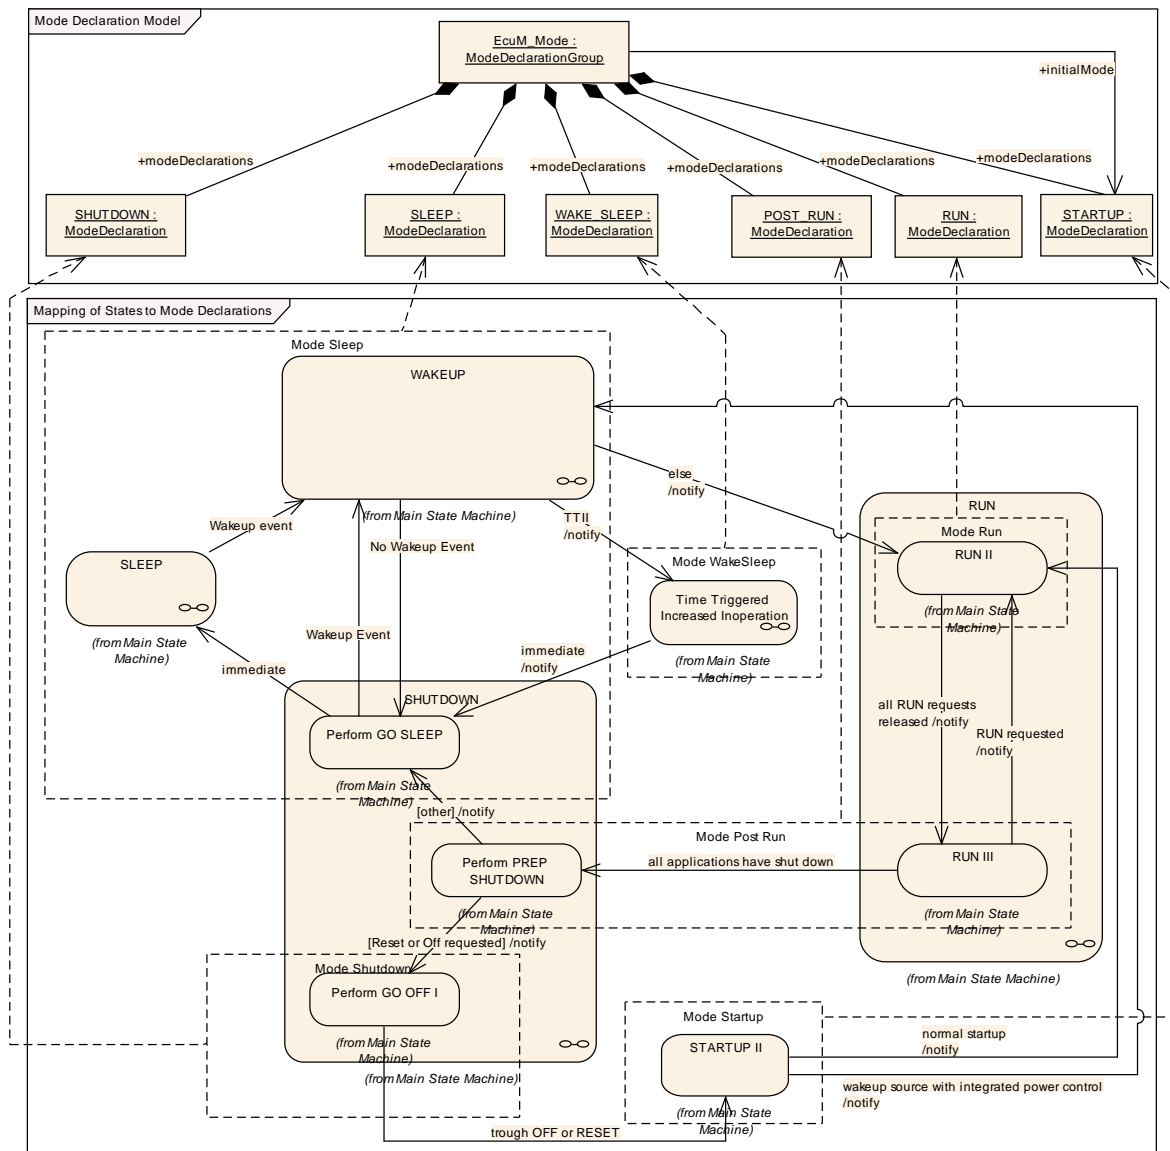 Mode Declaration Model
EcuM_Mode :
ModeDeclarationGroup
+initialMode
+modeDeclarations
+modeDeclarations
+modeDeclarations
+modeDeclarations
+modeDeclarations
+modeDeclarations
SHUTDOWN :
ModeDeclaration
SLEEP :
ModeDeclaration
WAKE_SLEEP :
ModeDeclaration
POST_RUN :
ModeDeclaration
RUN :
ModeDeclaration
STARTUP :
ModeDeclaration
Mapping of States to Mode Declarations
Mode Sleep
WAKEUP
(from Main State Machine)
else
/notify
Wakeup event
No Wakeup Event
TTII
/notify
SLEEP
(from Main State
Machine)
Wakeup Event
immediate
Mode WakeSleep
Time Triggered
Increased Inoperation
(from Main State
Machine)
immediate
/notify
RUN
Mode Run
RUN II
(from Main State
Machine)
all RUN requests
released /notify
RUN requested
/notify
SHUTDOWN
Perform GO SLEEP
(from Main State
Machine)
[other] /notify
Mode Post Run
Perform PREP
SHUTDOWN
(from Main State
Machine)
all applications have shut down
RUN III
(from Main State
Machine)
(from Main State Machine)
[Reset or Off requested] /notify
Mode Shutdown
Perform GO OFF I
(from Main State
Machine)
(from Main State Machine)
Mode Startup
STARTUP II
(from Main State
Machine)
normal startup
/notify
wakeup source with integrated power control
/notify
trough OFF or RESET